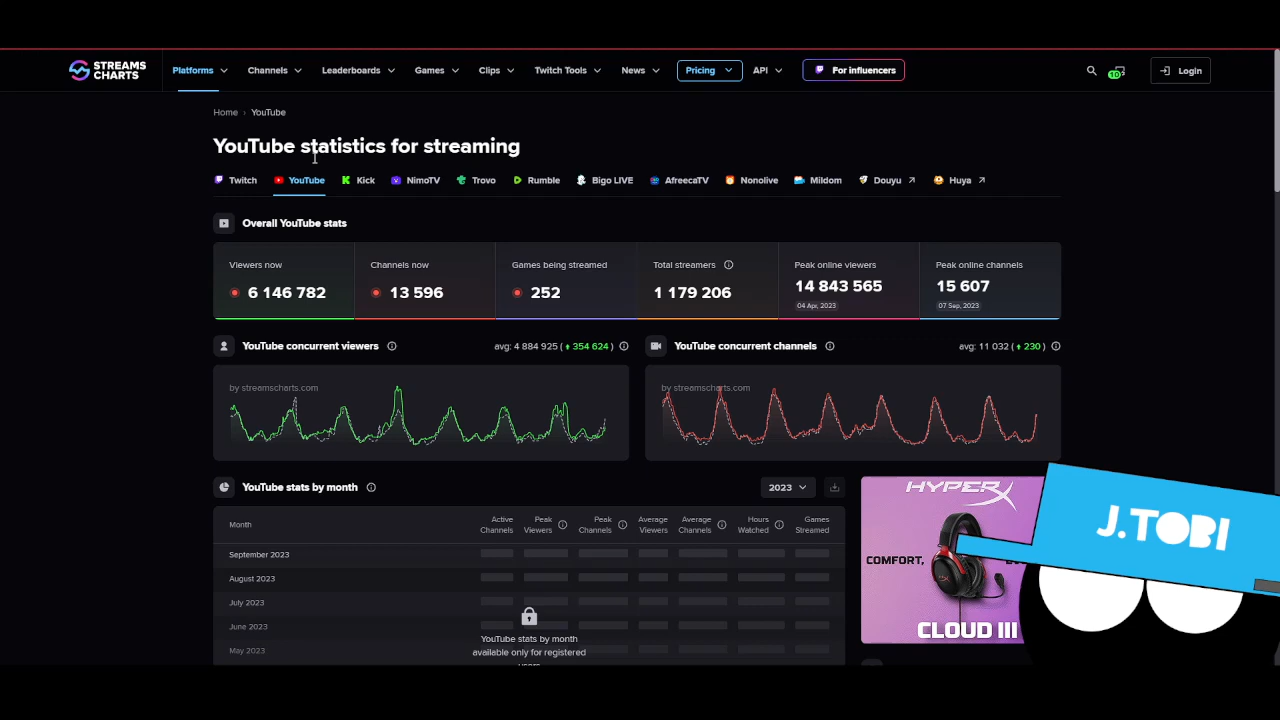 STREAMS CHARTS
Platforms Channels Leaderboards Games Clips Twitch Tools News Pricing API For influencers 10 Login
Home › YouTube
YouTube statistics for streaming
Twitch YouTube Kick NimoTV Trovo Rumble Bigo LIVE AfreecaTV Nonolive Mildom Douyu Huya
Overall YouTube stats
Viewers now Channels now Games being streamed Total streamers Peak online viewers Peak online channels
6 146 782 13 596 252 1 179 206 14 843 565 15 607
04 Apr, 2023 07 Sep, 2023
YouTube concurrent viewers avg: 4 884 925 (↑354 624) YouTube concurrent channels avg: 11 032 (↑230)
by streamscharts.com by streamscharts.com
YouTube stats by month 2023
Month Active Channels Peak Viewers Peak Channels Average Viewers Average Channels Hours Watched Games Streamed
September 2023
August 2023
July 2023
June 2023
May 2023
YouTube stats by month
available only for registered
users
HYPERX
COMFORT,
CLOUD III
J.TOBI